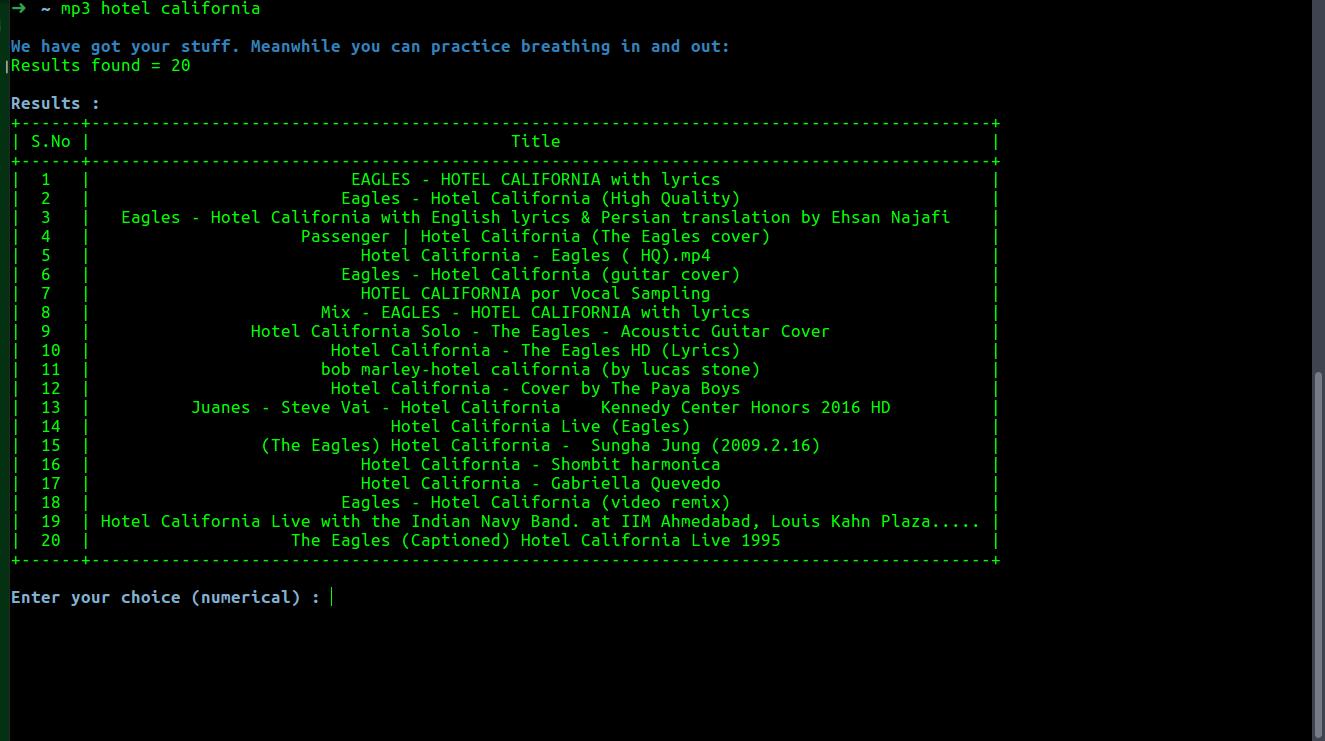 ➜  ~ mp3 hotel california
We have got your stuff. Meanwhile you can practice breathing in and out:
Results found = 20
Results :
+------+------------------------------------------------------------------------------------------+
| S.No |                                          Title                                           |
+------+------------------------------------------------------------------------------------------+
|  1   |                          EAGLES - HOTEL CALIFORNIA with lyrics                           |
|  2   |                         Eagles - Hotel California (High Quality)                         |
|  3   |   Eagles - Hotel California with English lyrics & Persian translation by Ehsan Najafi    |
|  4   |                     Passenger | Hotel California (The Eagles cover)                      |
|  5   |                           Hotel California - Eagles ( HQ).mp4                            |
|  6   |                         Eagles - Hotel California (guitar cover)                         |
|  7   |                           HOTEL CALIFORNIA por Vocal Sampling                            |
|  8   |                       Mix - EAGLES - HOTEL CALIFORNIA with lyrics                        |
|  9   |                Hotel California Solo - The Eagles - Acoustic Guitar Cover                |
|  10  |                        Hotel California - The Eagles HD (Lyrics)                         |
|  11  |                       bob marley-hotel california (by lucas stone)                       |
|  12  |                        Hotel California - Cover by The Paya Boys                         |
|  13  |          Juanes - Steve Vai - Hotel California    Kennedy Center Honors 2016 HD          |
|  14  |                              Hotel California Live (Eagles)                              |
|  15  |                 (The Eagles) Hotel California -  Sungha Jung (2009.2.16)                 |
|  16  |                           Hotel California - Shombit harmonica                           |
|  17  |                           Hotel California - Gabriella Quevedo                           |
|  18  |                         Eagles - Hotel California (video remix)                          |
|  19  | Hotel California Live with the Indian Navy Band. at IIM Ahmedabad, Louis Kahn Plaza..... |
|  20  |                    The Eagles (Captioned) Hotel California Live 1995                     |
+------+------------------------------------------------------------------------------------------+
Enter your choice (numerical) :